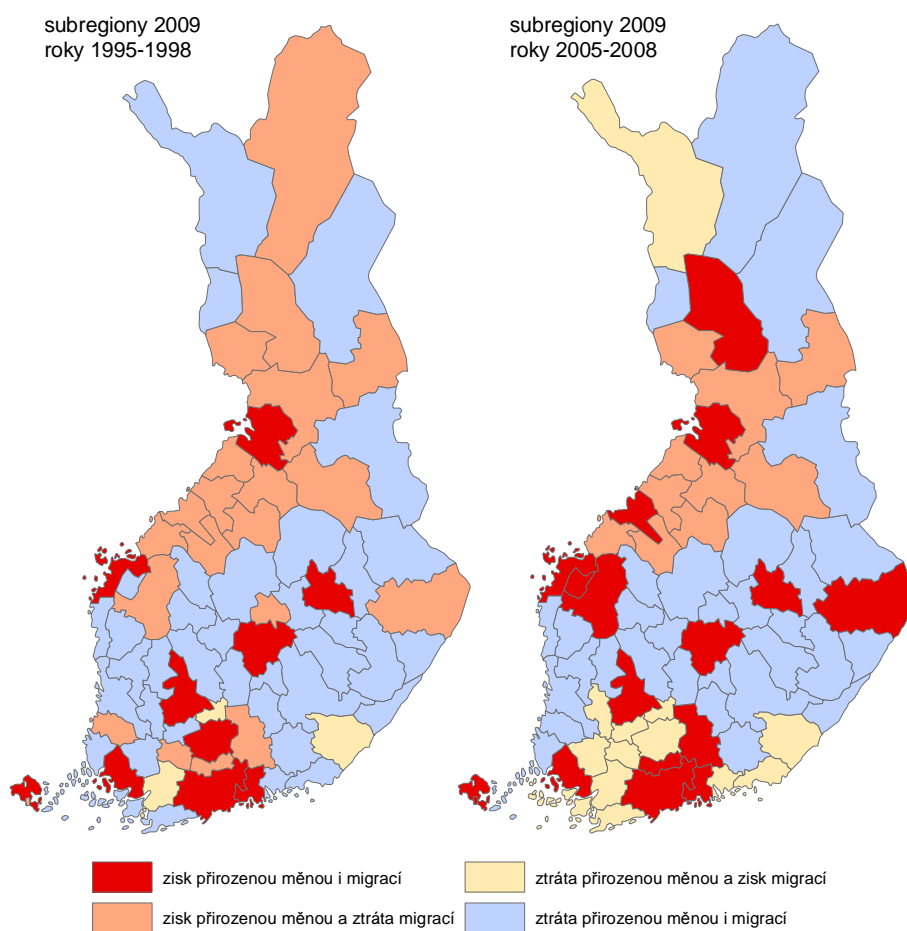 subregiony 2009
roky 1995-1998
subregiony 2009
roky 2005-2008
zisk přirozenou měnou i migrací
ztráta přirozenou měnou a zisk migrací
zisk přirozenou měnou a ztráta migrací
ztráta přirozenou měnou i migrací